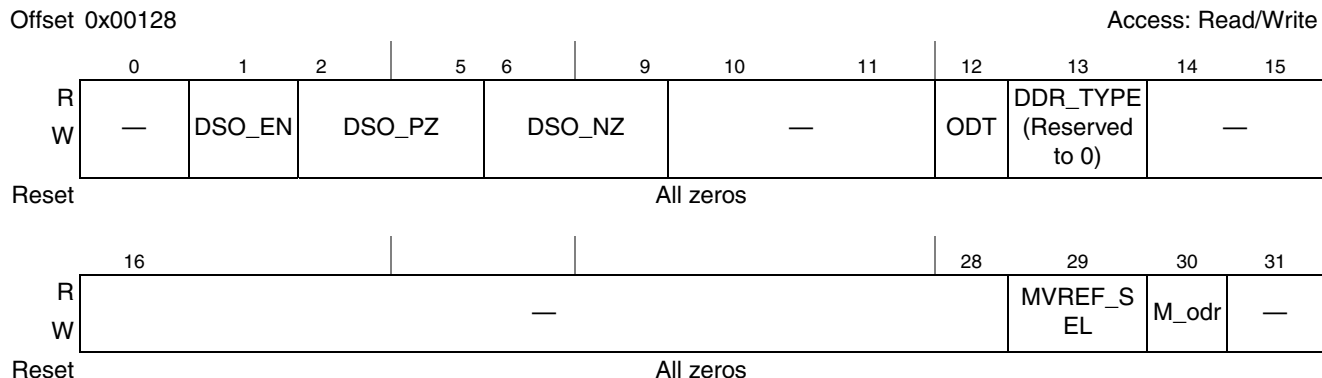 Offset 0x00128 Access: Read/Write
0 1 2 5 6 9 10 11 12 13 14 15
R
W
— DSO_EN DSO_PZ DSO_NZ — ODT DDR_TYPE
(Reserved
to 0) —
Reset All zeros
16 28 29 30 31
R
W
— MVREF_S
EL M_odr —
Reset All zeros